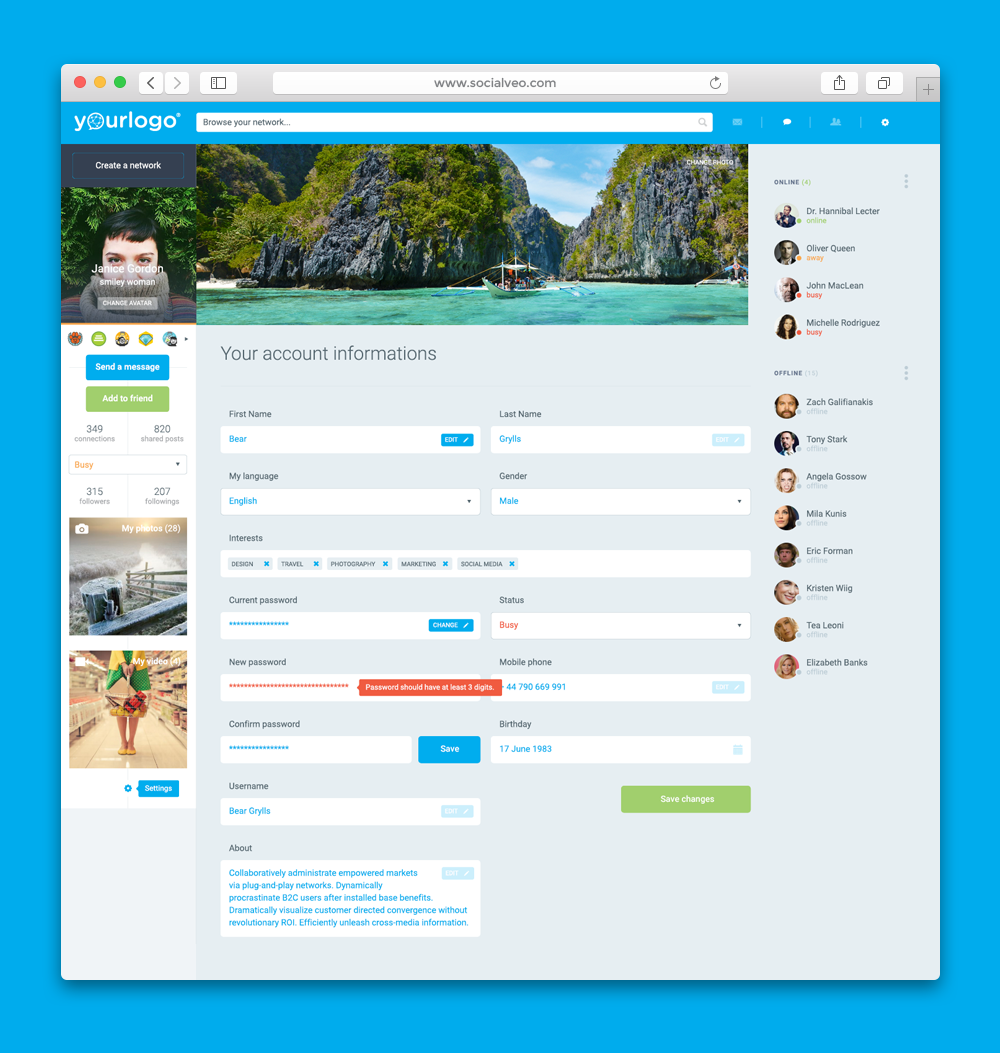 www.socialveo.com
yourlogo®
Browse your network...
Create a network
CHANGE PHOTO
Janice Gordon
smiley woman
CHANGE AVATAR
Send a message
Add to friend
349
connections
820
shared posts
Busy
315
followers
207
followings
My photos (28)
My video (4)
Settings
Your account informations
First Name
Bear
EDIT
Last Name
Grylls
EDIT
My language
English
Gender
Male
Interests
DESIGN
TRAVEL
PHOTOGRAPHY
MARKETING
SOCIAL MEDIA
Current password
***************
CHANGE
Status
Busy
New password
******************************
Password should have at least 3 digits.
Mobile phone
44 790 669 991
EDIT
Confirm password
***************
Save
Birthday
17 June 1983
Username
Bear Grylls
EDIT
Save changes
About
Collaboratively administrate empowered markets
via plug-and-play networks. Dynamically
procrastinate B2C users after installed base benefits.
Dramatically visualize customer directed convergence without
revolutionary ROI. Efficiently unleash cross-media information.
EDIT
ONLINE (4)
Dr. Hannibal Lecter
online
Oliver Queen
away
John MacLean
busy
Michelle Rodriguez
busy
OFFLINE (15)
Zach Galifianakis
offline
Tony Stark
offline
Angela Gossow
offline
Mila Kunis
offline
Eric Forman
offline
Kristen Wiig
offline
Tea Leoni
offline
Elizabeth Banks
offline